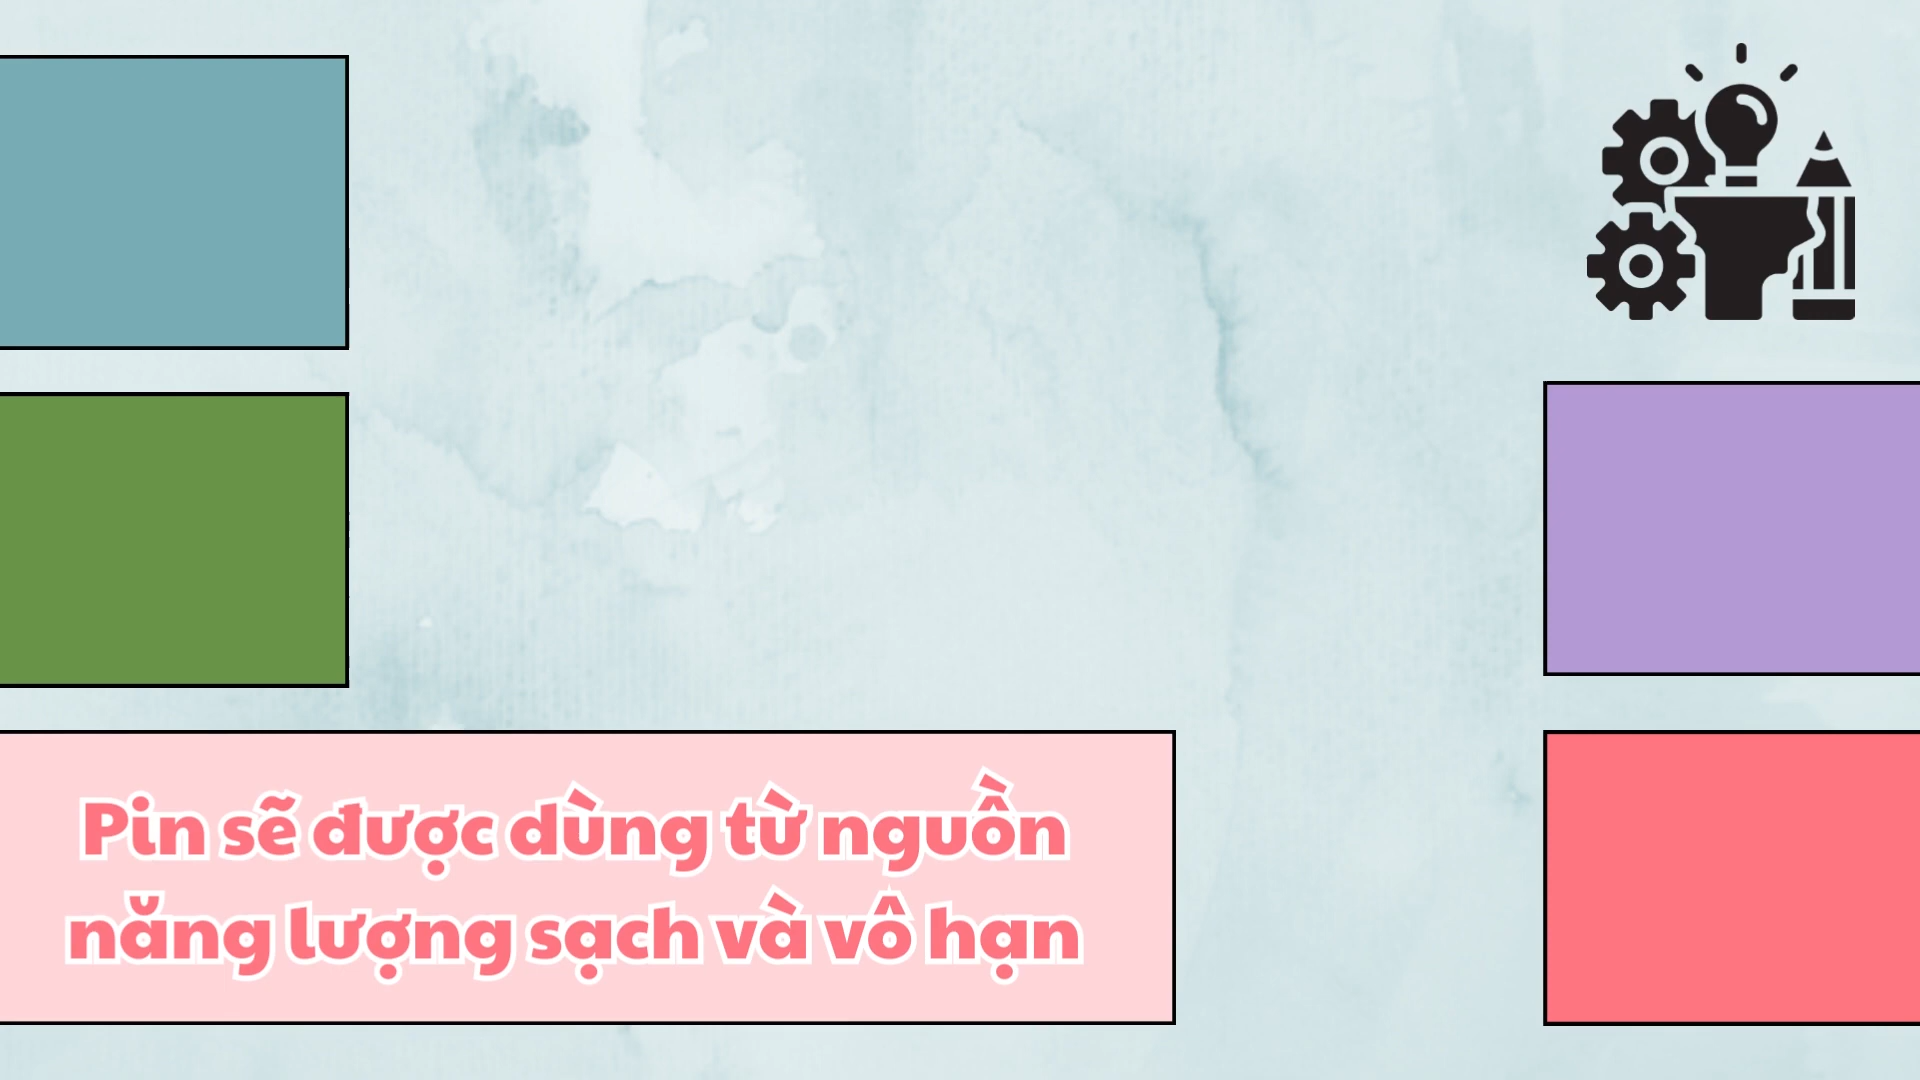 Pin sẽ được dùng từ nguồn
năng lượng sạch và vô hạn